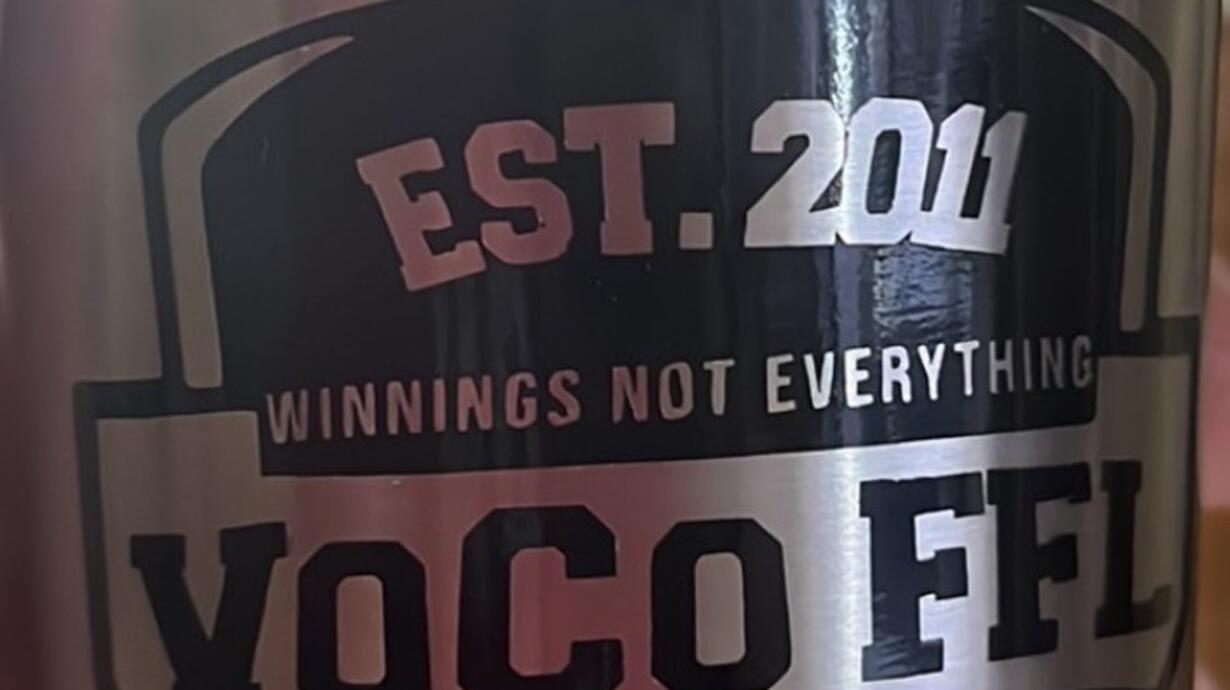 EST. 2011
WINNINGS NOT EVERYTHING
YOCO FFL